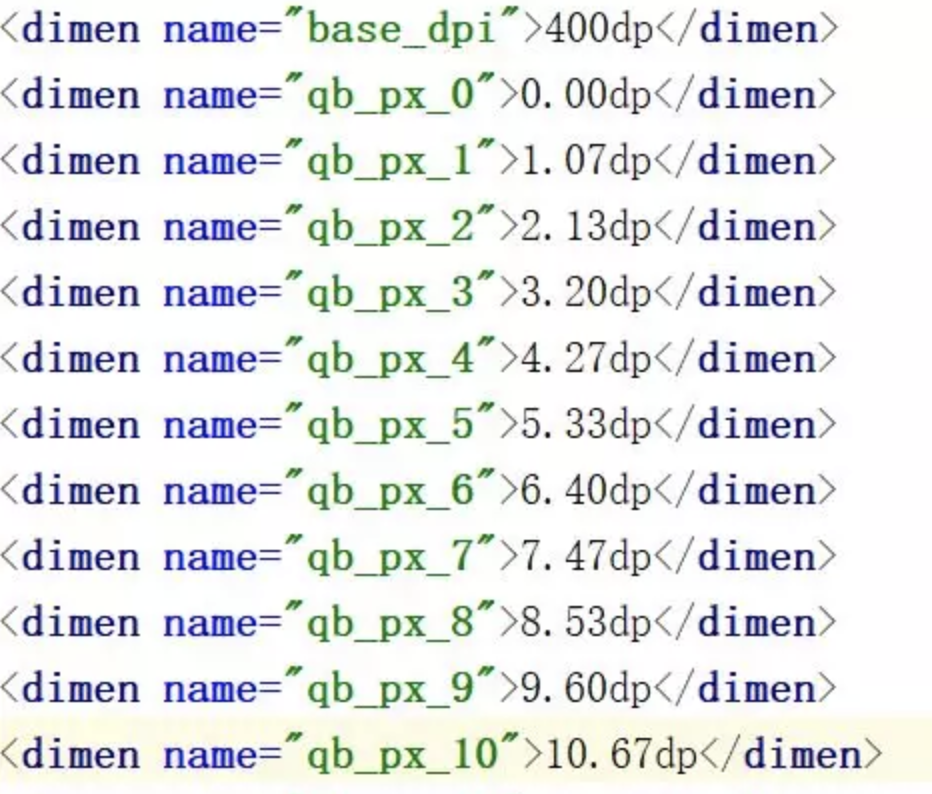 <dimen name="base_dpi">400dp</dimen>
<dimen name="qb_px_0">0.00dp</dimen>
<dimen name="qb_px_1">1.07dp</dimen>
<dimen name="qb_px_2">2.13dp</dimen>
<dimen name="qb_px_3">3.20dp</dimen>
<dimen name="qb_px_4">4.27dp</dimen>
<dimen name="qb_px_5">5.33dp</dimen>
<dimen name="qb_px_6">6.40dp</dimen>
<dimen name="qb_px_7">7.47dp</dimen>
<dimen name="qb_px_8">8.53dp</dimen>
<dimen name="qb_px_9">9.60dp</dimen>
<dimen name="qb_px_10">10.67dp</dimen>